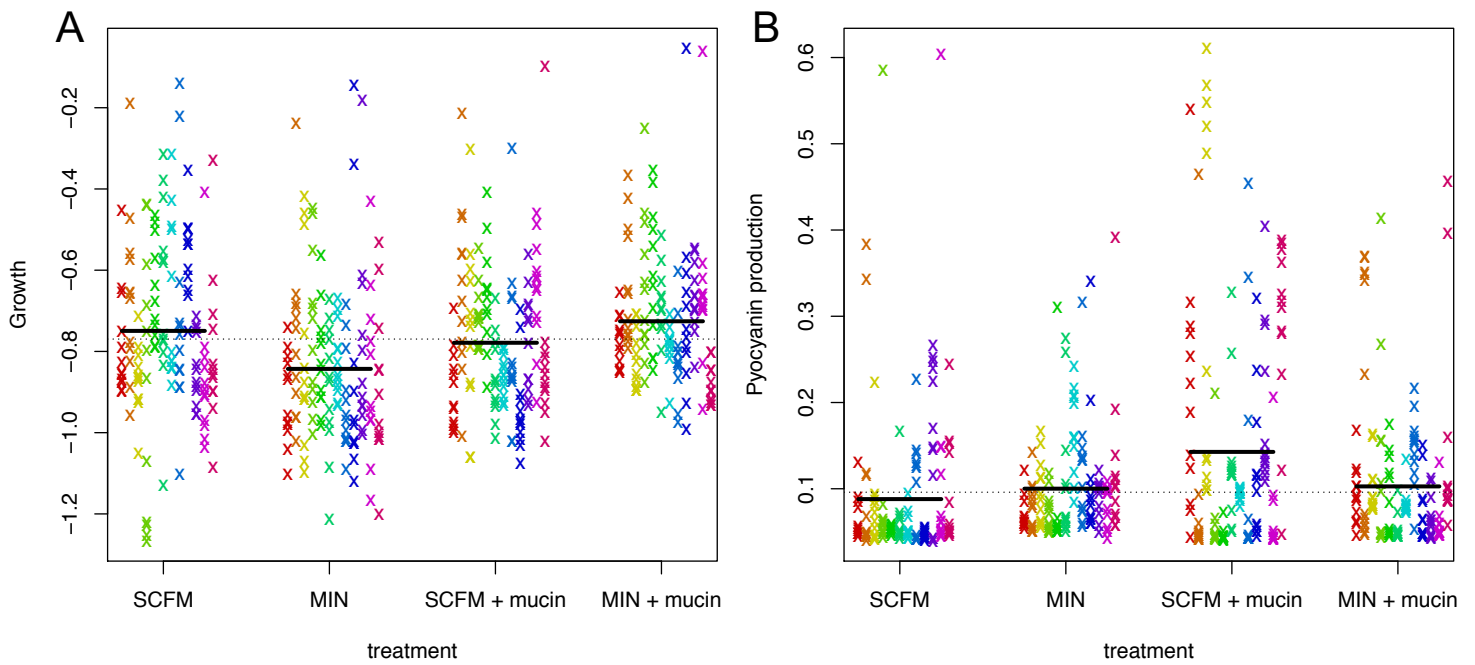 A
Growth
−0.2
−0.4
−0.6
−0.8
−1.0
−1.2
SCFM
MIN
SCFM + mucin
MIN + mucin
treatment
B
Pyocyanin production
0.6
0.5
0.4
0.3
0.2
0.1
SCFM
MIN
SCFM + mucin
MIN + mucin
treatment